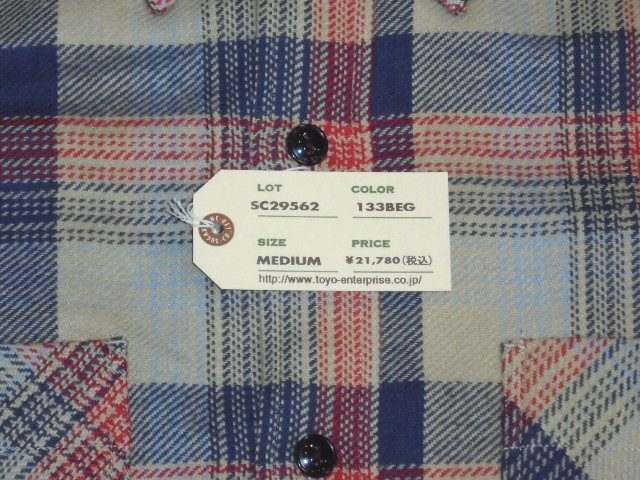 LOT COLOR
SC29562 133BEG
SIZE PRICE
MEDIUM ¥21,780(税込)
http://www.toyo-enterprise.co.jp/